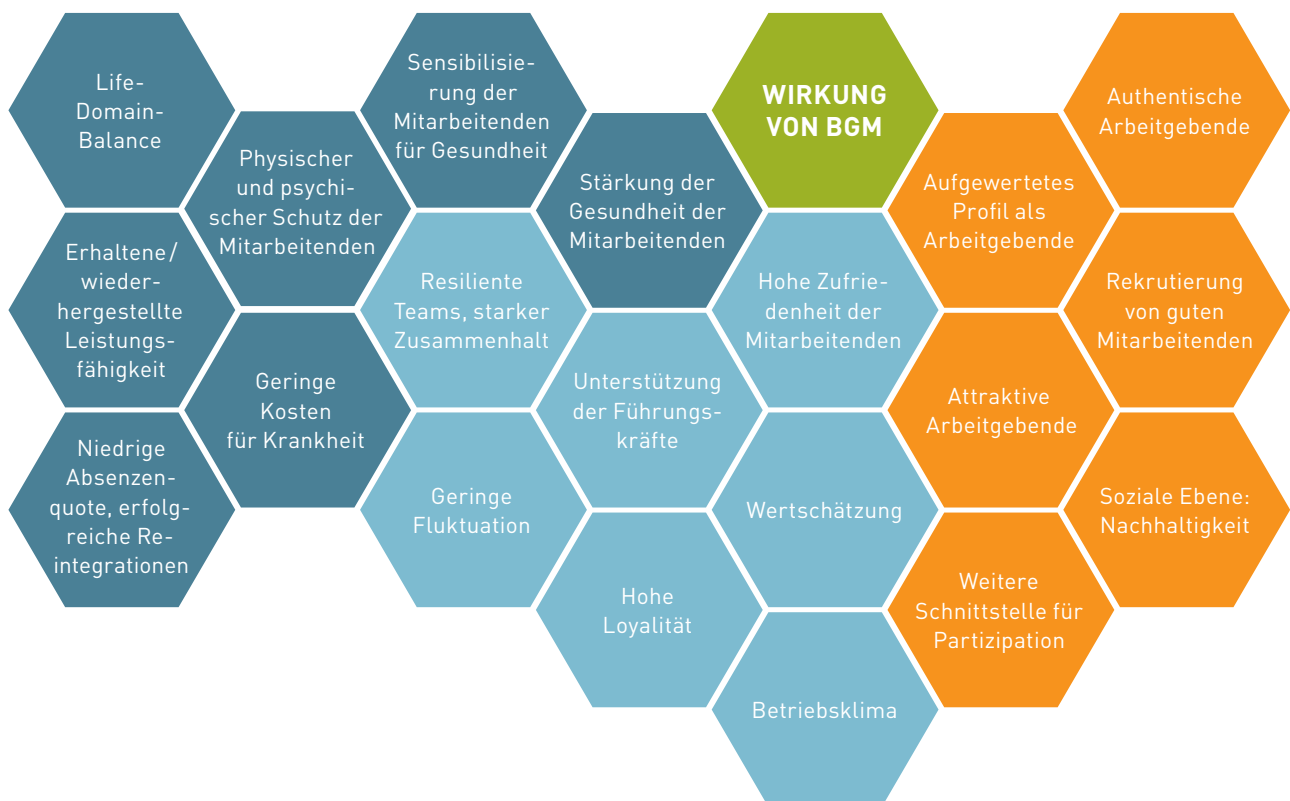 Life-
Domain-
Balance
Erhaltene/
wieder-
hergestellte
Leistungs-
fähigkeit
Niedrige
Absenzen-
quote, erfolg-
reiche Re-
integrationen
Physischer
und psychi-
scher Schutz der
Mitarbeitenden
Geringe
Kosten
für Krankheit
Sensibilisie-
rung der
Mitarbeitenden
für Gesundheit
Resiliente
Teams, starker
Zusammenhalt
Geringe
Fluktuation
Stärkung der
Gesundheit der
Mitarbeitenden
Unterstützung
der Führungs-
kräfte
Hohe
Loyalität
WIRKUNG
VON BGM
Hohe Zufrie-
denheit der
Mitarbeitenden
Wertschätzung
Betriebsklima
Aufgewertetes
Profil als
Arbeitgebende
Attraktive
Arbeitgebende
Weitere
Schnittstelle für
Partizipation
Authentische
Arbeitgebende
Rekrutierung
von guten
Mitarbeitenden
Soziale Ebene:
Nachhaltigkeit